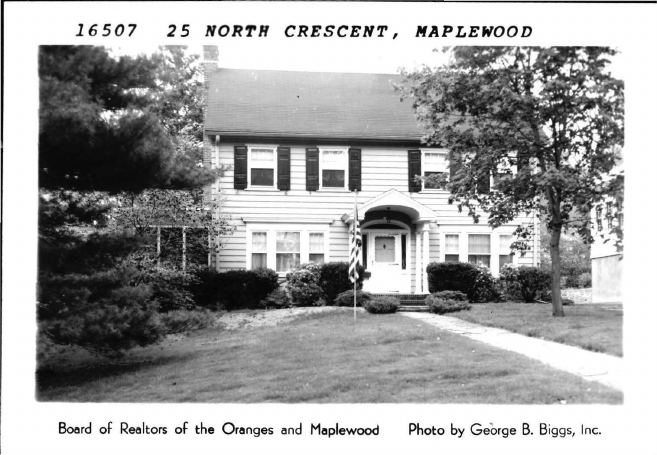 16507 25 NORTH CRESCENT, MAPLEWOOD
Board of Realtors of the Oranges and Maplewood Photo by George B. Biggs, Inc.